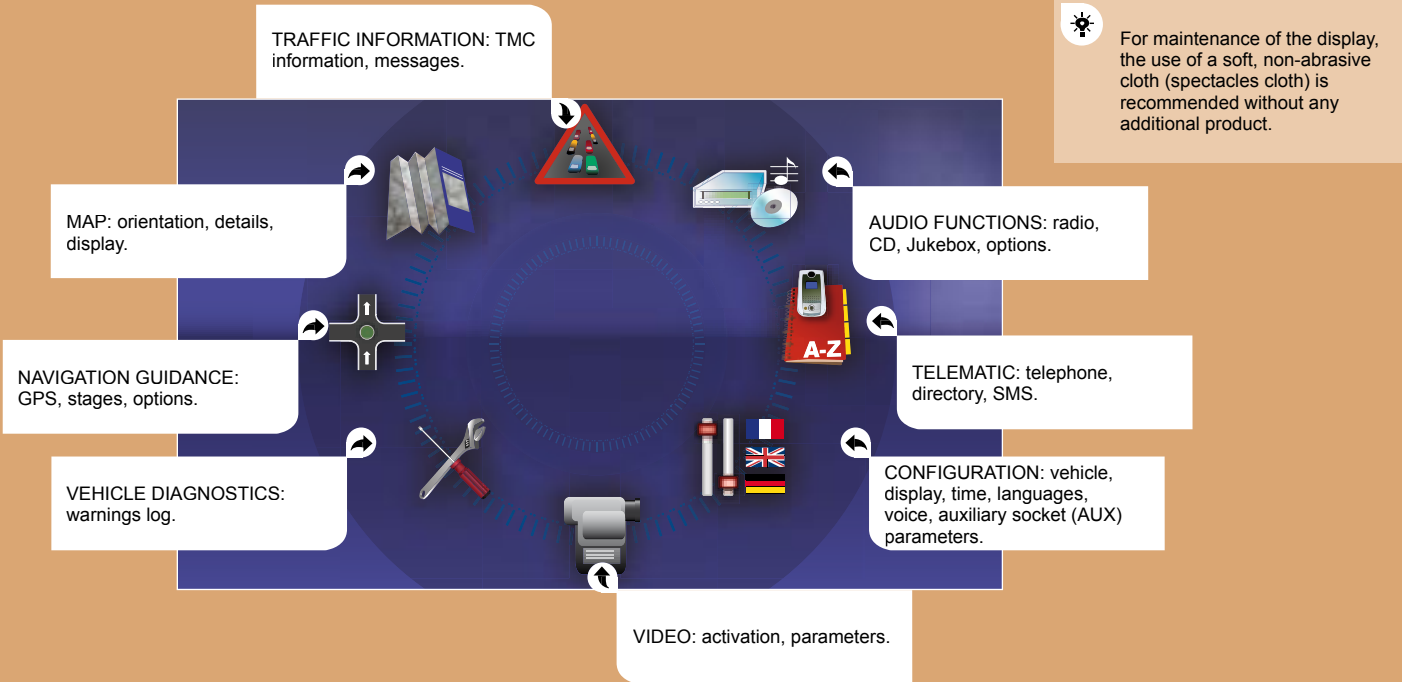 TRAFFIC INFORMATION: TMC
information, messages.
For maintenance of the display,
the use of a soft, non-abrasive
cloth (spectacles cloth) is
recommended without any
additional product.
MAP: orientation, details,
display.
AUDIO FUNCTIONS: radio,
CD, Jukebox, options.
A-Z
NAVIGATION GUIDANCE:
GPS, stages, options.
TELEMATIC: telephone,
directory, SMS.
VEHICLE DIAGNOSTICS:
warnings log.
CONFIGURATION: vehicle,
display, time, languages,
voice, auxiliary socket (AUX)
parameters.
VIDEO: activation, parameters.